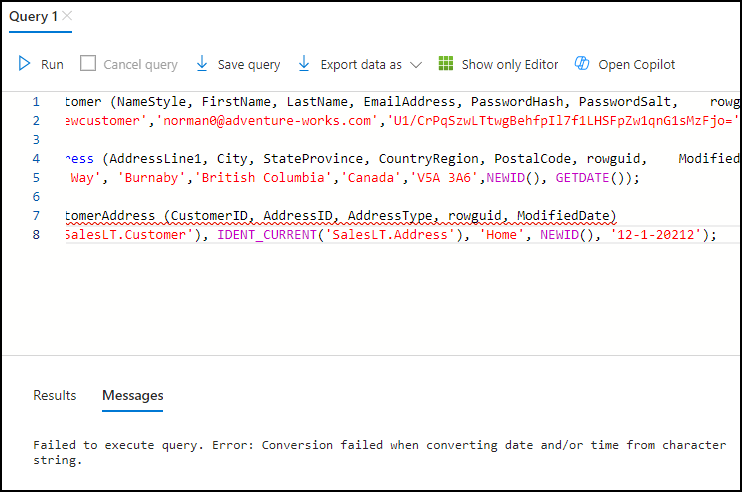 Query 1
Run Cancel query Save query Export data as Show only Editor Open Copilot
1 tomer (NameStyle, FirstName, LastName, EmailAddress, PasswordHash, PasswordSalt, rowg
2 ewcustomer','norman0@adventure-works.com','U1/CrPqSzwLTtwgBehfpIl7f1LHSFpZw1qnG1sMzFjo='
3
4 ress (AddressLine1, City, StateProvince, CountryRegion, PostalCode, rowguid, Modified
5 Way', 'Burnaby','British Columbia','Canada','V5A 3A6',NEWID(), GETDATE());
6
7 tomerAddress (CustomerID, AddressID, AddressType, rowguid, ModifiedDate)
8 SalesLT.Customer'), IDENT_CURRENT('SalesLT.Address'), 'Home', NEWID(), '12-1-20212');
Results Messages
Failed to execute query. Error: Conversion failed when converting date and/or time from character
string.